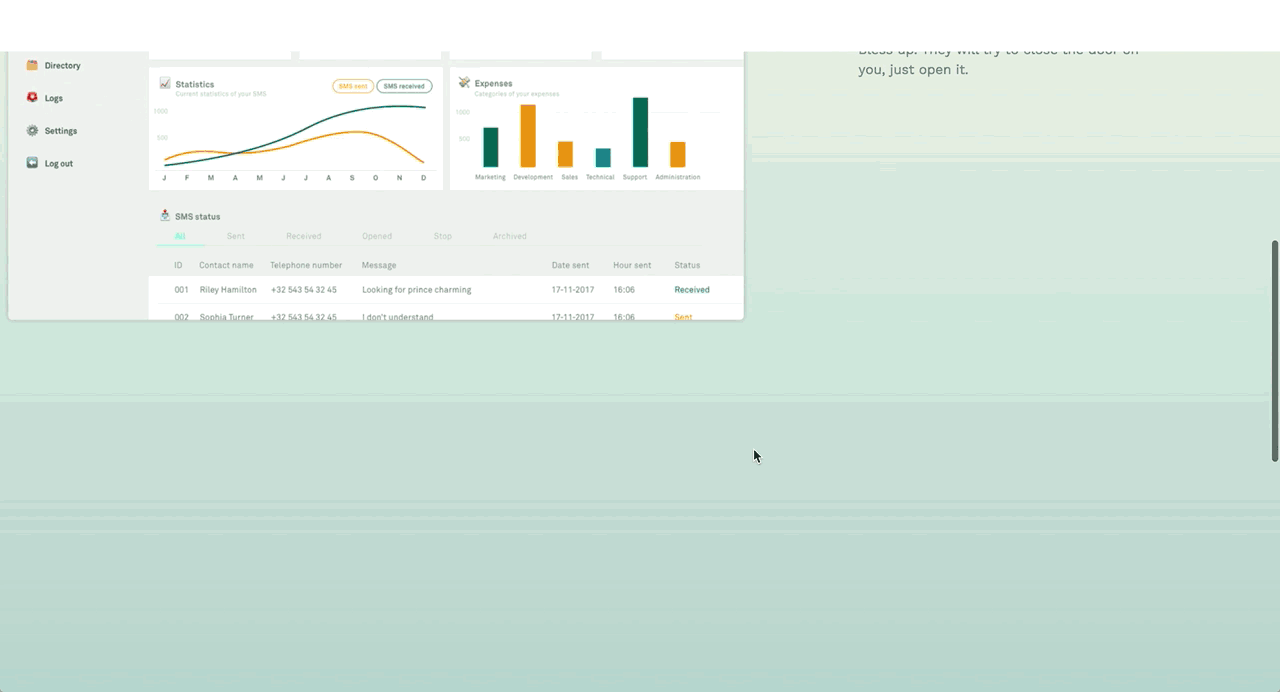 Bless up. They will try to close the door on
you, just open it.
Directory
Logs
Settings
Log out
Statistics
Current statistics of your SMS
SMS sent
SMS received
1000
500
J F M A M J J A S O N D
Expenses
Categories of your expenses
1000
500
Marketing Development Sales Technical Support Administration
SMS status
All Sent Received Opened Stop Archived
ID Contact name Telephone number Message Date sent Hour sent Status
001 Riley Hamilton +32 543 54 32 45 Looking for prince charming 17-11-2017 16:06 Received
002 Sophia Turner +32 543 54 32 45 I don't understand 17-11-2017 16:06 Sent